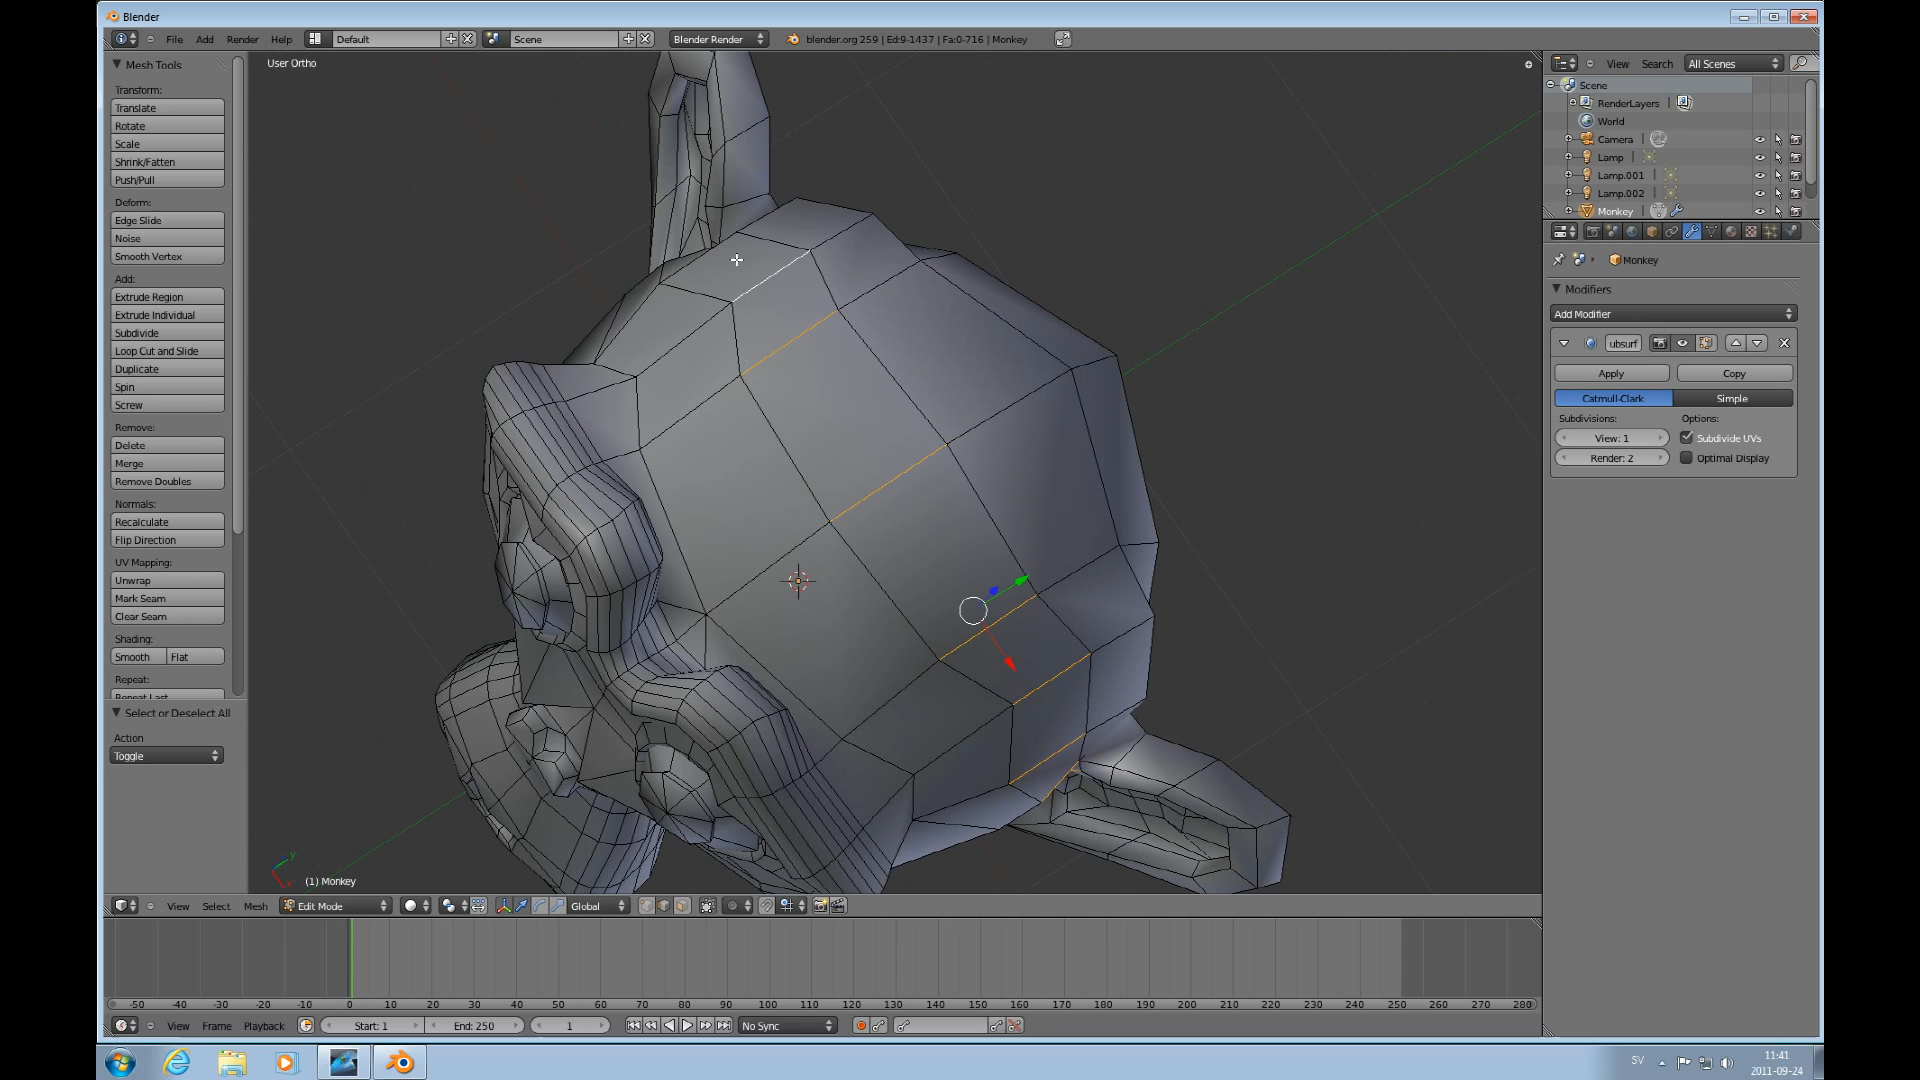 Blender
File Add Render Help Default Scene Blender Render blender.org 259 | Ed:9-1437 | Fa:0-716 | Monkey
Mesh Tools
Transform:
Translate
Rotate
Scale
Shrink/Fatten
Push/Pull
Deform:
Edge Slide
Noise
Smooth Vertex
Add:
Extrude Region
Extrude Individual
Subdivide
Loop Cut and Slide
Duplicate
Spin
Screw
Remove:
Delete
Merge
Remove Doubles
Normals:
Recalculate
Flip Direction
UV Mapping:
Unwrap
Mark Seam
Clear Seam
Shading:
Smooth Flat
Repeat:
Repeat Last
Select or Deselect All
Action
Toggle
User Ortho
y
x
(1) Monkey
View Search All Scenes
Scene
RenderLayers
World
Camera
Lamp
Lamp.001
Lamp.002
Monkey
Monkey
Modifiers
Add Modifier
ubsurf
Apply Copy
Catmull-Clark Simple
Subdivisions: Options:
View: 1 Subdivide UVs
Render: 2 Optimal Display
View Select Mesh Edit Mode Global
-50 -40 -30 -20 -10 0 10 20 30 40 50 60 70 80 90 100 110 120 130 140 150 160 170 180 190 200 210 220 230 240 250 260 270 280
View Frame Playback Start: 1 End: 250 1 No Sync
SV 11:41
2011-09-24